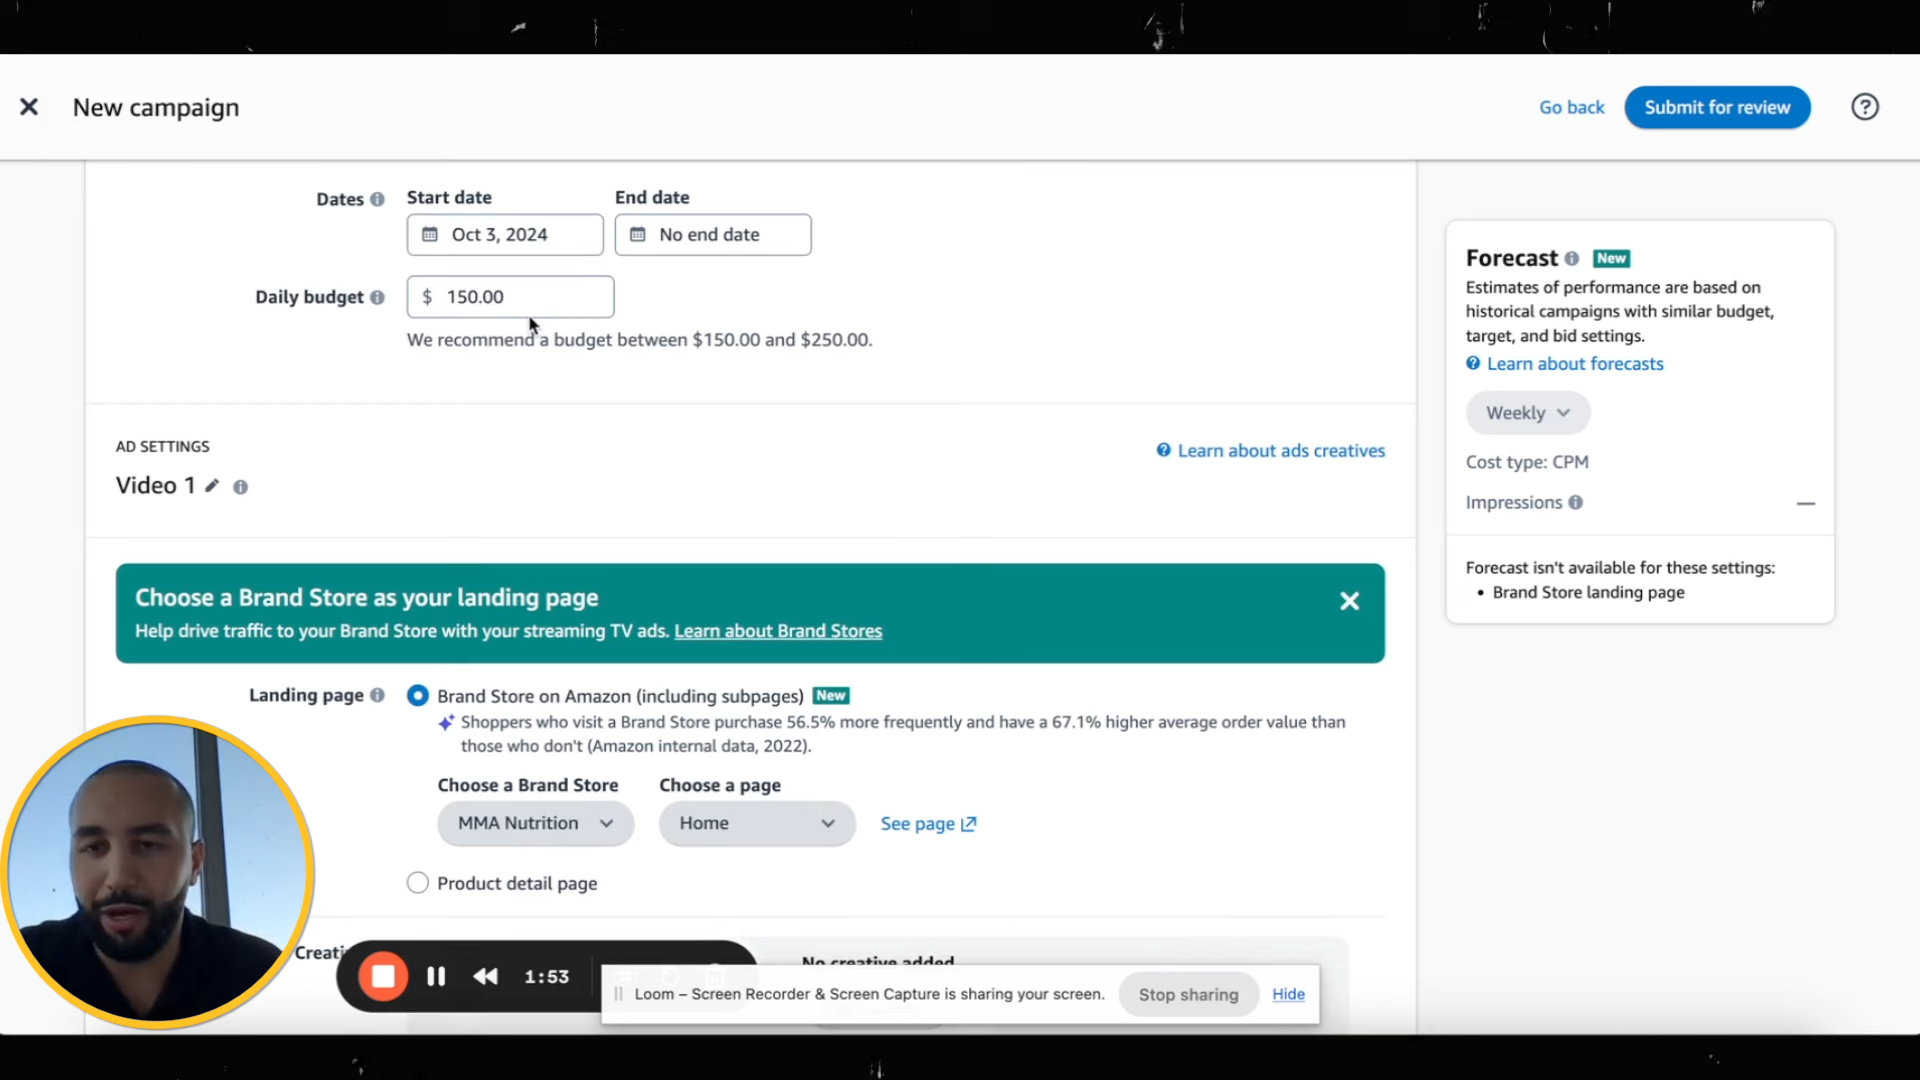 New campaign
Go back
Submit for review
Dates
Start date
End date
Oct 3, 2024
No end date
Daily budget
$ 150.00
We recommend a budget between $150.00 and $250.00.
AD SETTINGS
Learn about ads creatives
Video 1
Choose a Brand Store as your landing page
Help drive traffic to your Brand Store with your streaming TV ads. Learn about Brand Stores
Landing page
Brand Store on Amazon (including subpages) New
Shoppers who visit a Brand Store purchase 56.5% more frequently and have a 67.1% higher average order value than
those who don't (Amazon internal data, 2022).
Choose a Brand Store
Choose a page
MMA Nutrition
Home
See page
Product detail page
No creative added
1:53
Loom – Screen Recorder & Screen Capture is sharing your screen.
Stop sharing
Hide
Forecast New
Estimates of performance are based on
historical campaigns with similar budget,
target, and bid settings.
Learn about forecasts
Weekly
Cost type: CPM
Impressions —
Forecast isn't available for these settings:
• Brand Store landing page